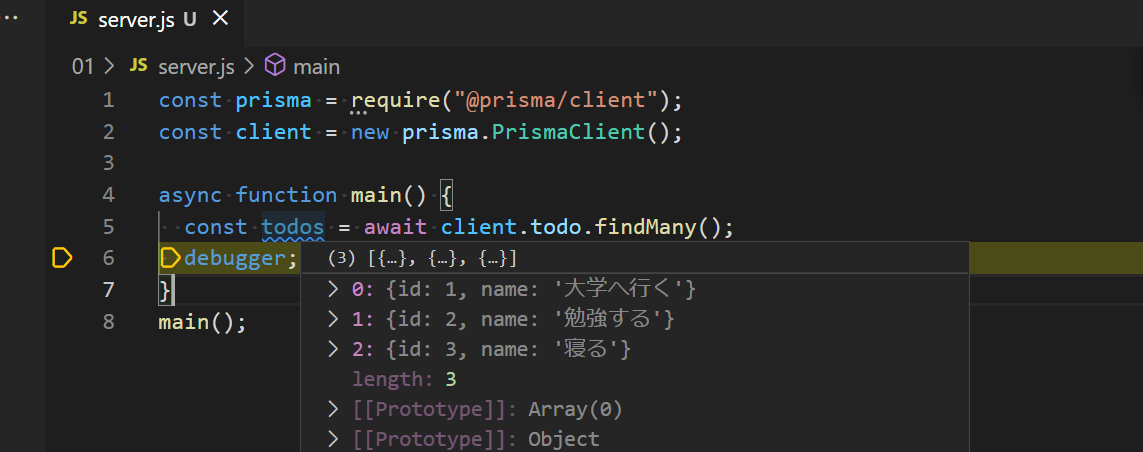 JS server.js U
01 > JS server.js > main
1 const prisma = require("@prisma/client");
2 const client = new prisma.PrismaClient();
3
4 async function main() {
5 const todos = await client.todo.findMany();
6 debugger;
(3) [{…}, {…}, {…}]
7 }
0: {id: 1, name: '大学へ行く'}
8 main();
1: {id: 2, name: '勉強する'}
2: {id: 3, name: '寝る'}
length: 3
[[Prototype]]: Array(0)
[[Prototype]]: Object